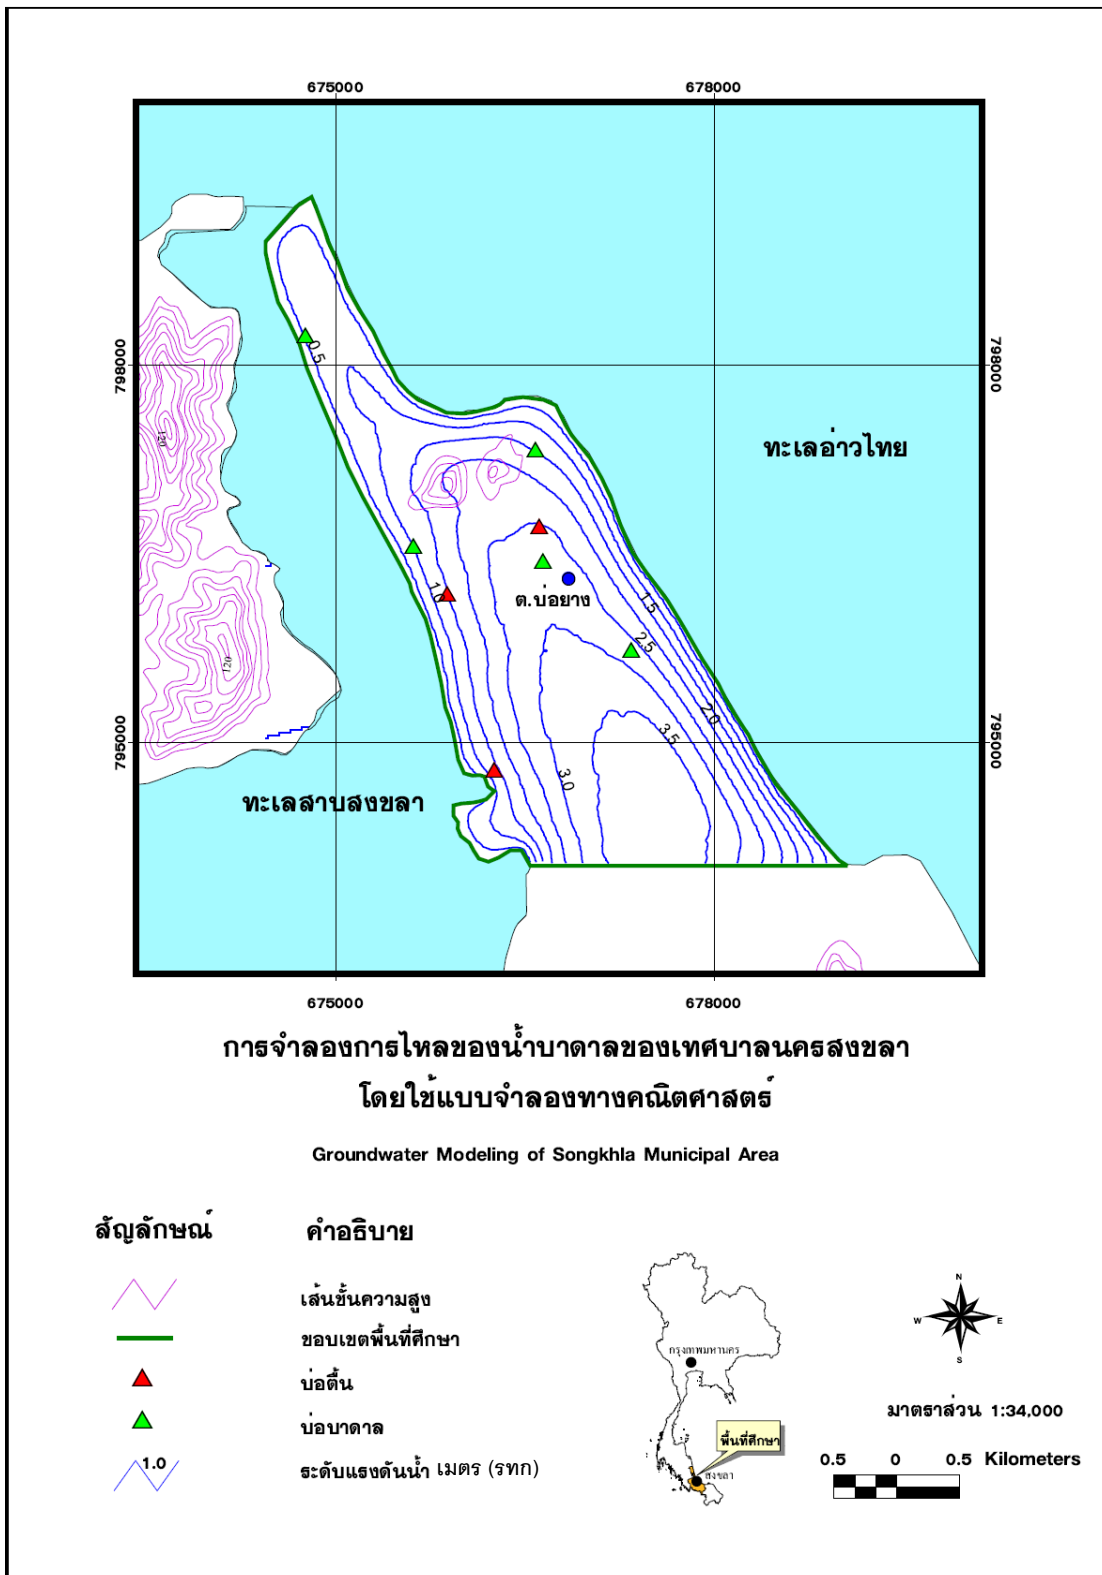 675000 678000
798000 798000
0.5
120
ทะเลอ่าวไทย
1.0
ต.บ่อยาง
1.5
2.5
120
2.0
3.5
795000 795000
3.0
ทะเลสาบสงขลา
675000 678000
การจำลองการไหลของน้ำบาดาลของเทศบาลนครสงขลา
โดยใช้แบบจำลองทางคณิตศาสตร์
Groundwater Modeling of Songkhla Municipal Area
สัญลักษณ์ คำอธิบาย
เส้นชั้นความสูง
ขอบเขตพื้นที่ศึกษา
บ่อตื้น
บ่อบาดาล
1.0 ระดับแรงดันน้ำ เมตร (รทก)
กรุงเทพมหานคร
พื้นที่ศึกษา
สงขลา
N
W E
S
มาตราส่วน 1:34,000
0.5 0 0.5 Kilometers